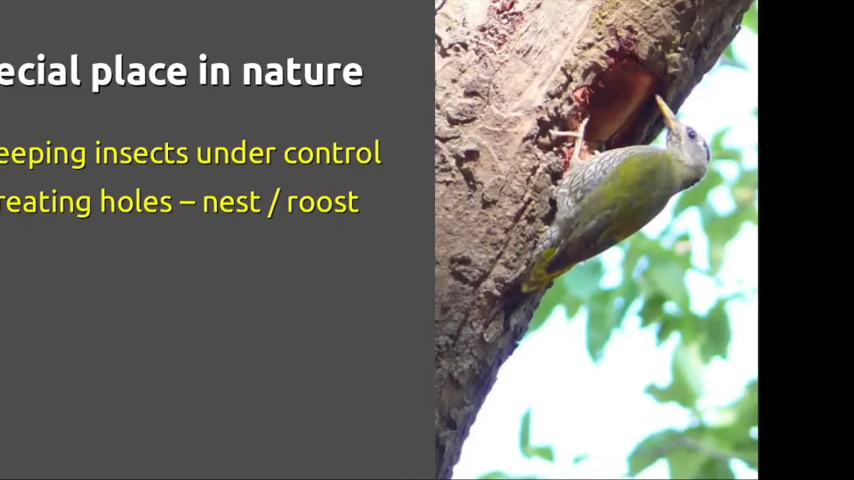 ecial place in nature
eeping insects under control
reating holes – nest / roost